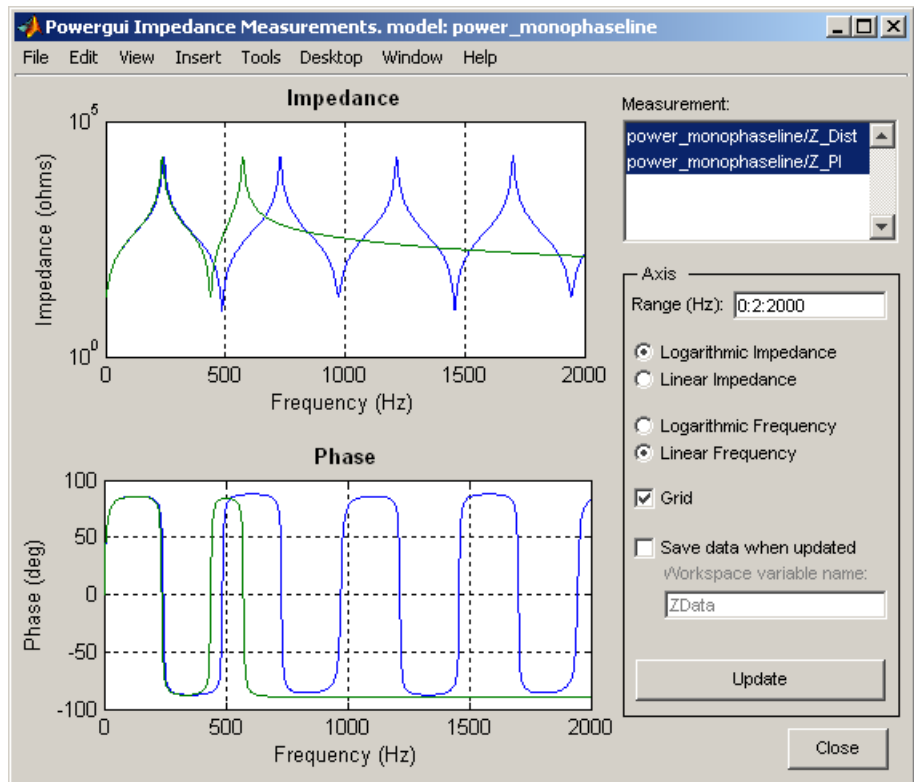 Powergui Impedance Measurements. model: power_monophaseline
File Edit View Insert Tools Desktop Window Help
Impedance
10^5
10^0
Impedance (ohms)
0 500 1000 1500 2000
Frequency (Hz)
Phase
100
50
0
-50
-100
Phase (deg)
0 500 1000 1500 2000
Frequency (Hz)
Measurement:
power_monophaseline/Z_Dist
power_monophaseline/Z_PI
Axis
Range (Hz): 0:2:2000
Logarithmic Impedance
Linear Impedance
Logarithmic Frequency
Linear Frequency
Grid
Save data when updated
Workspace variable name:
ZData
Update
Close